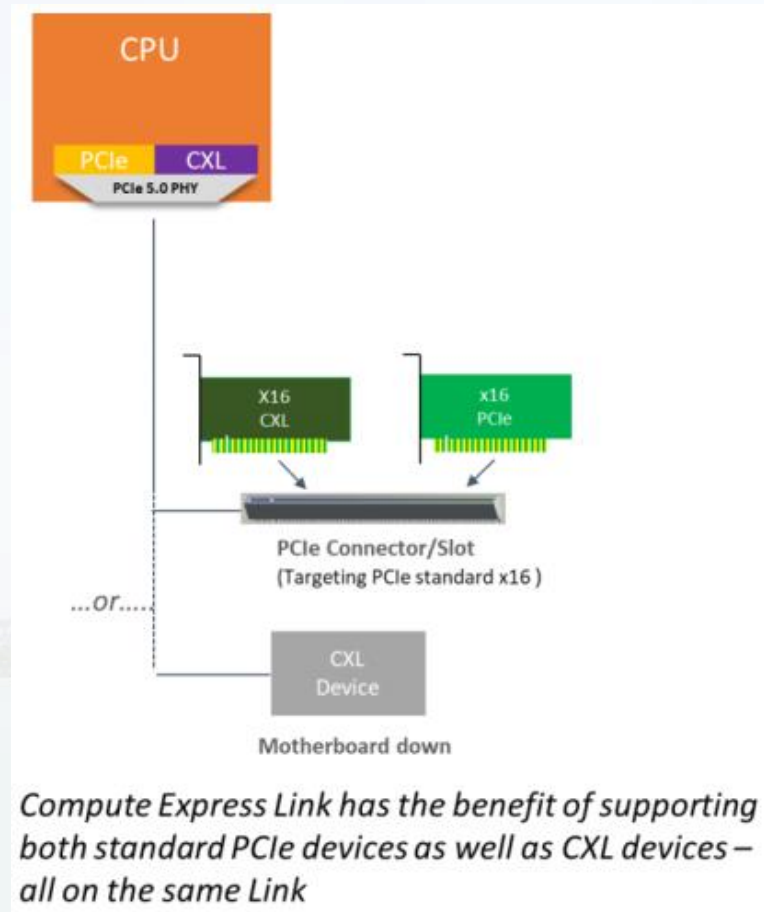 CPU
PCIe CXL
PCIe 5.0 PHY
X16
CXL
x16
PCIe
PCIe Connector/Slot
(Targeting PCIe standard x16 )
...or.....
CXL
Device
Motherboard down
Compute Express Link has the benefit of supporting
both standard PCIe devices as well as CXL devices –
all on the same Link